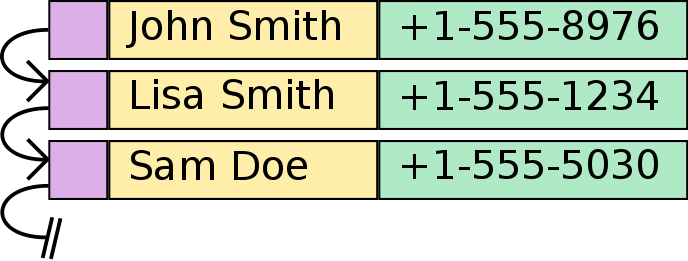 John Smith +1-555-8976
Lisa Smith +1-555-1234
Sam Doe +1-555-5030